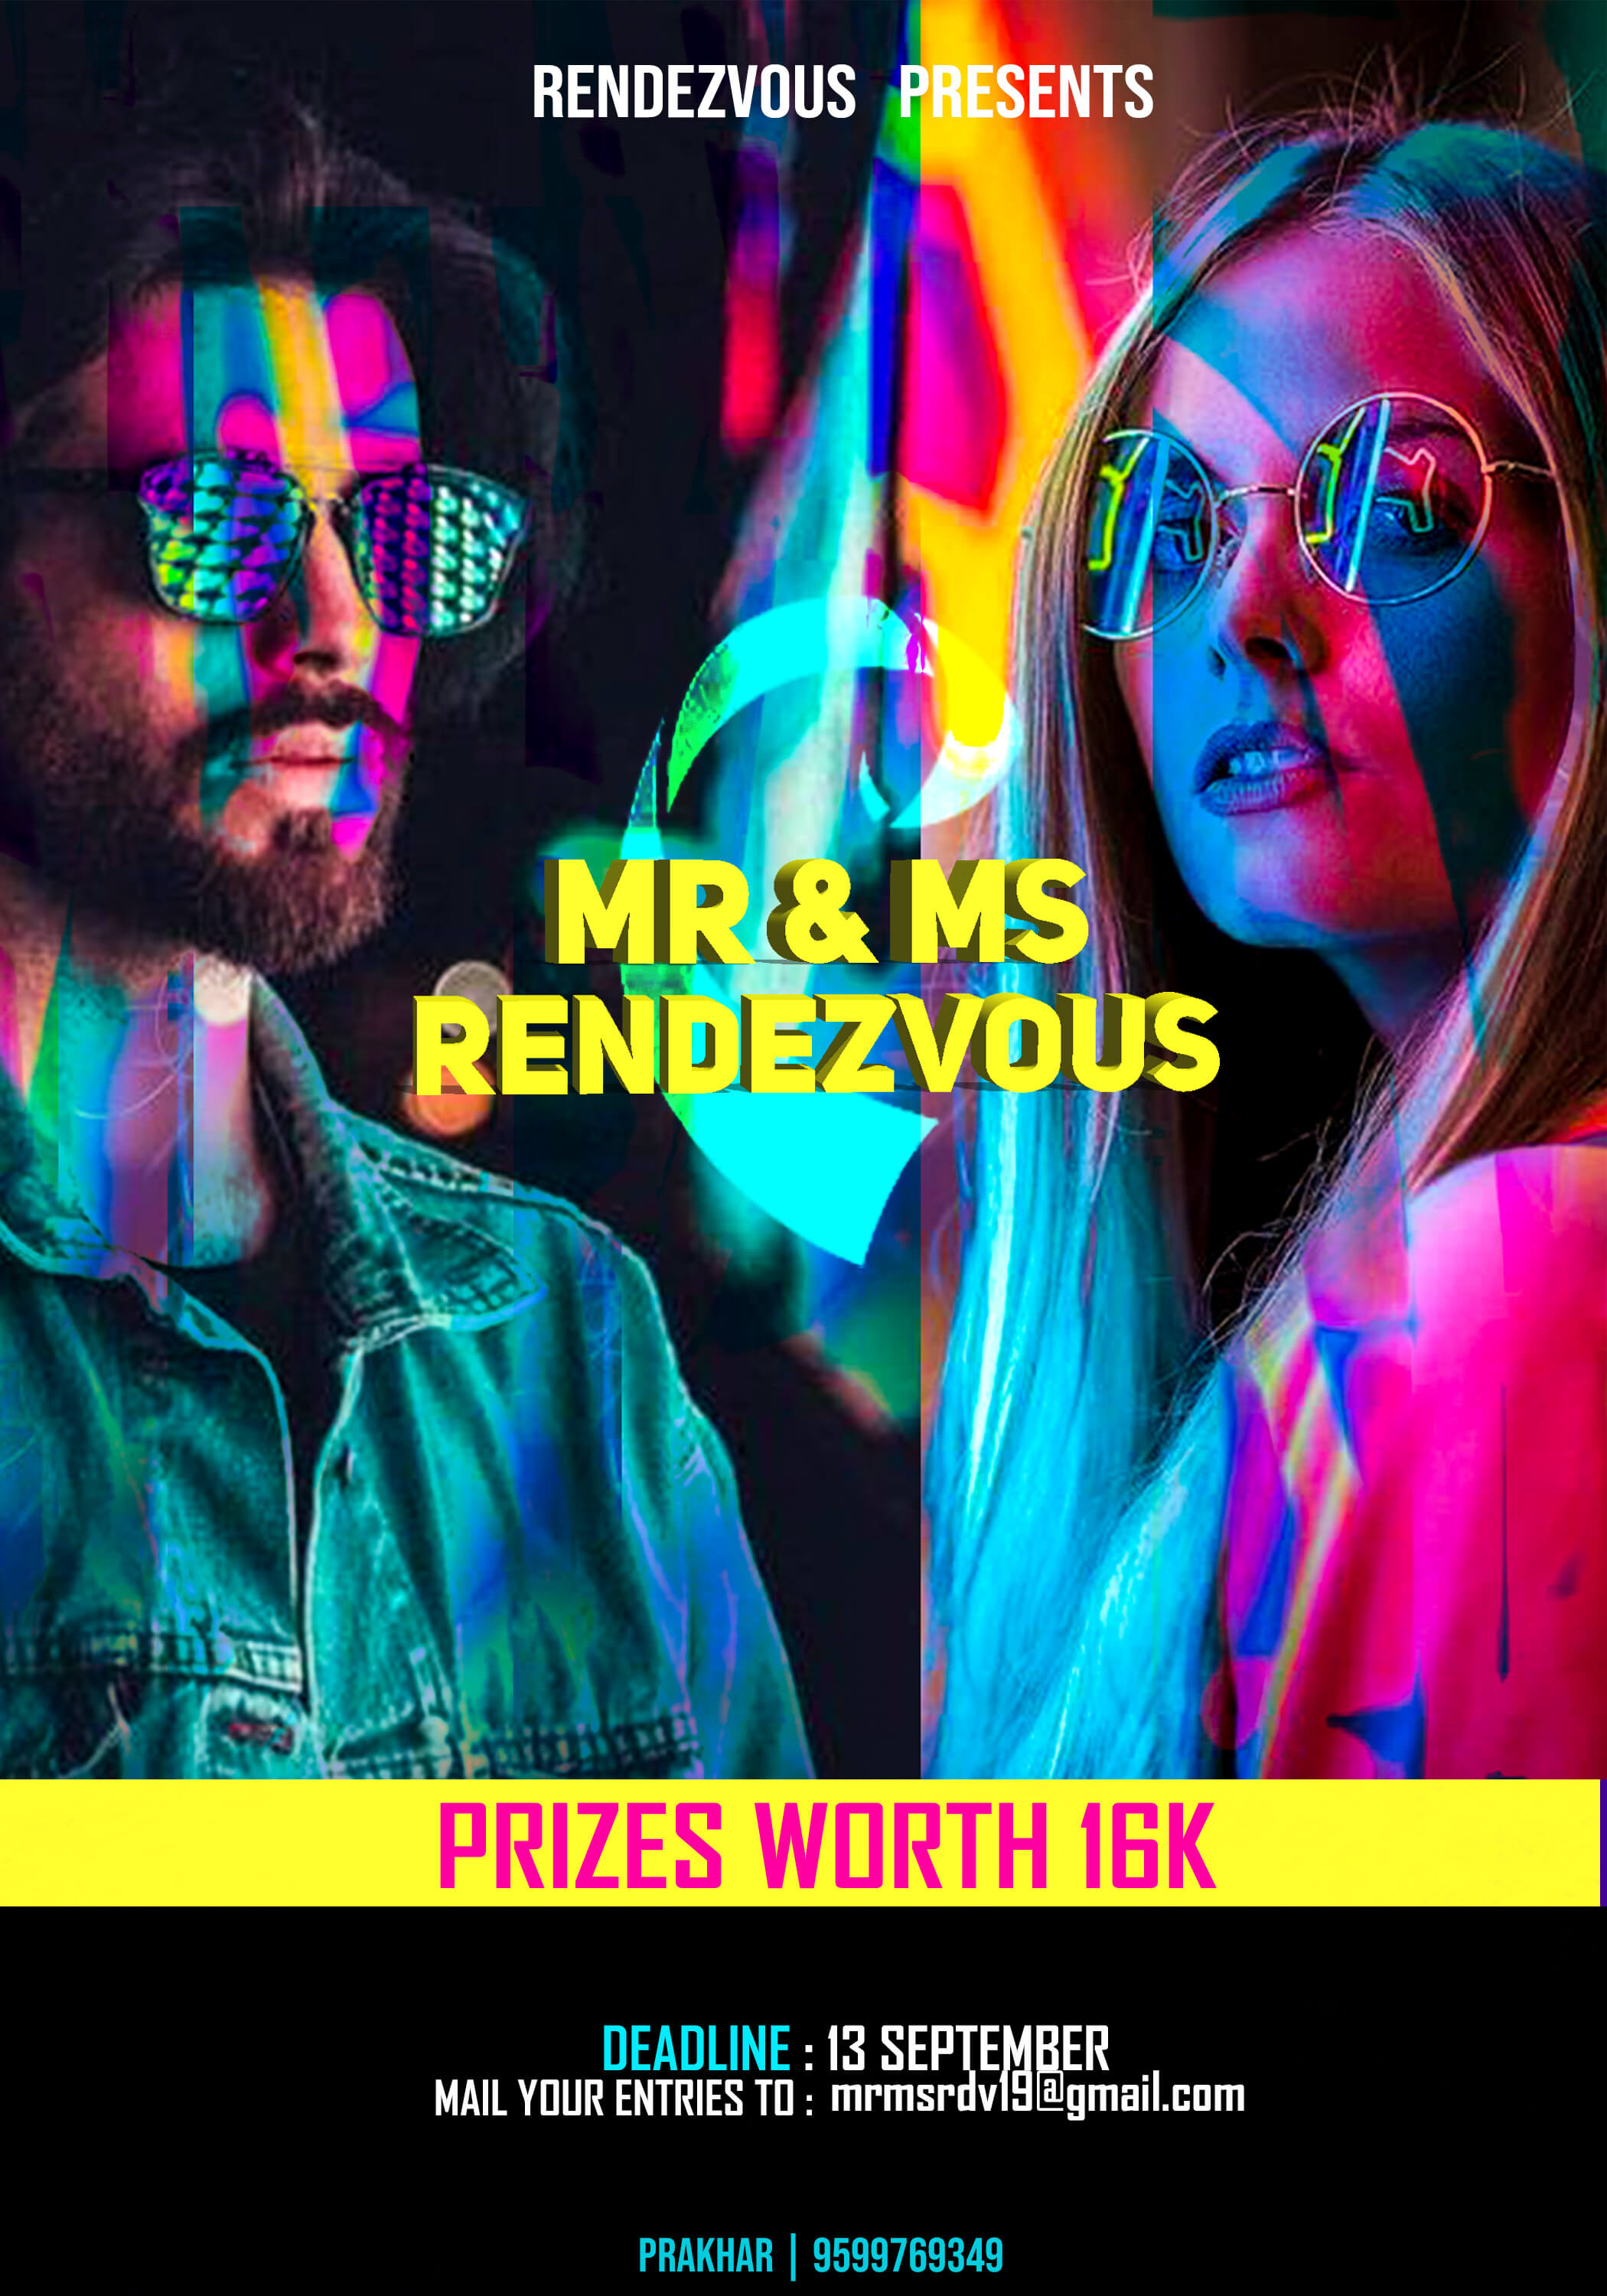 RENDEZVOUS PRESENTS
MR & MS
RENDEZVOUS
PRIZES WORTH 16K
DEADLINE : 13 SEPTEMBER
MAIL YOUR ENTRIES TO : mrmsrdv19@gmail.com
PRAKHAR | 9599769349